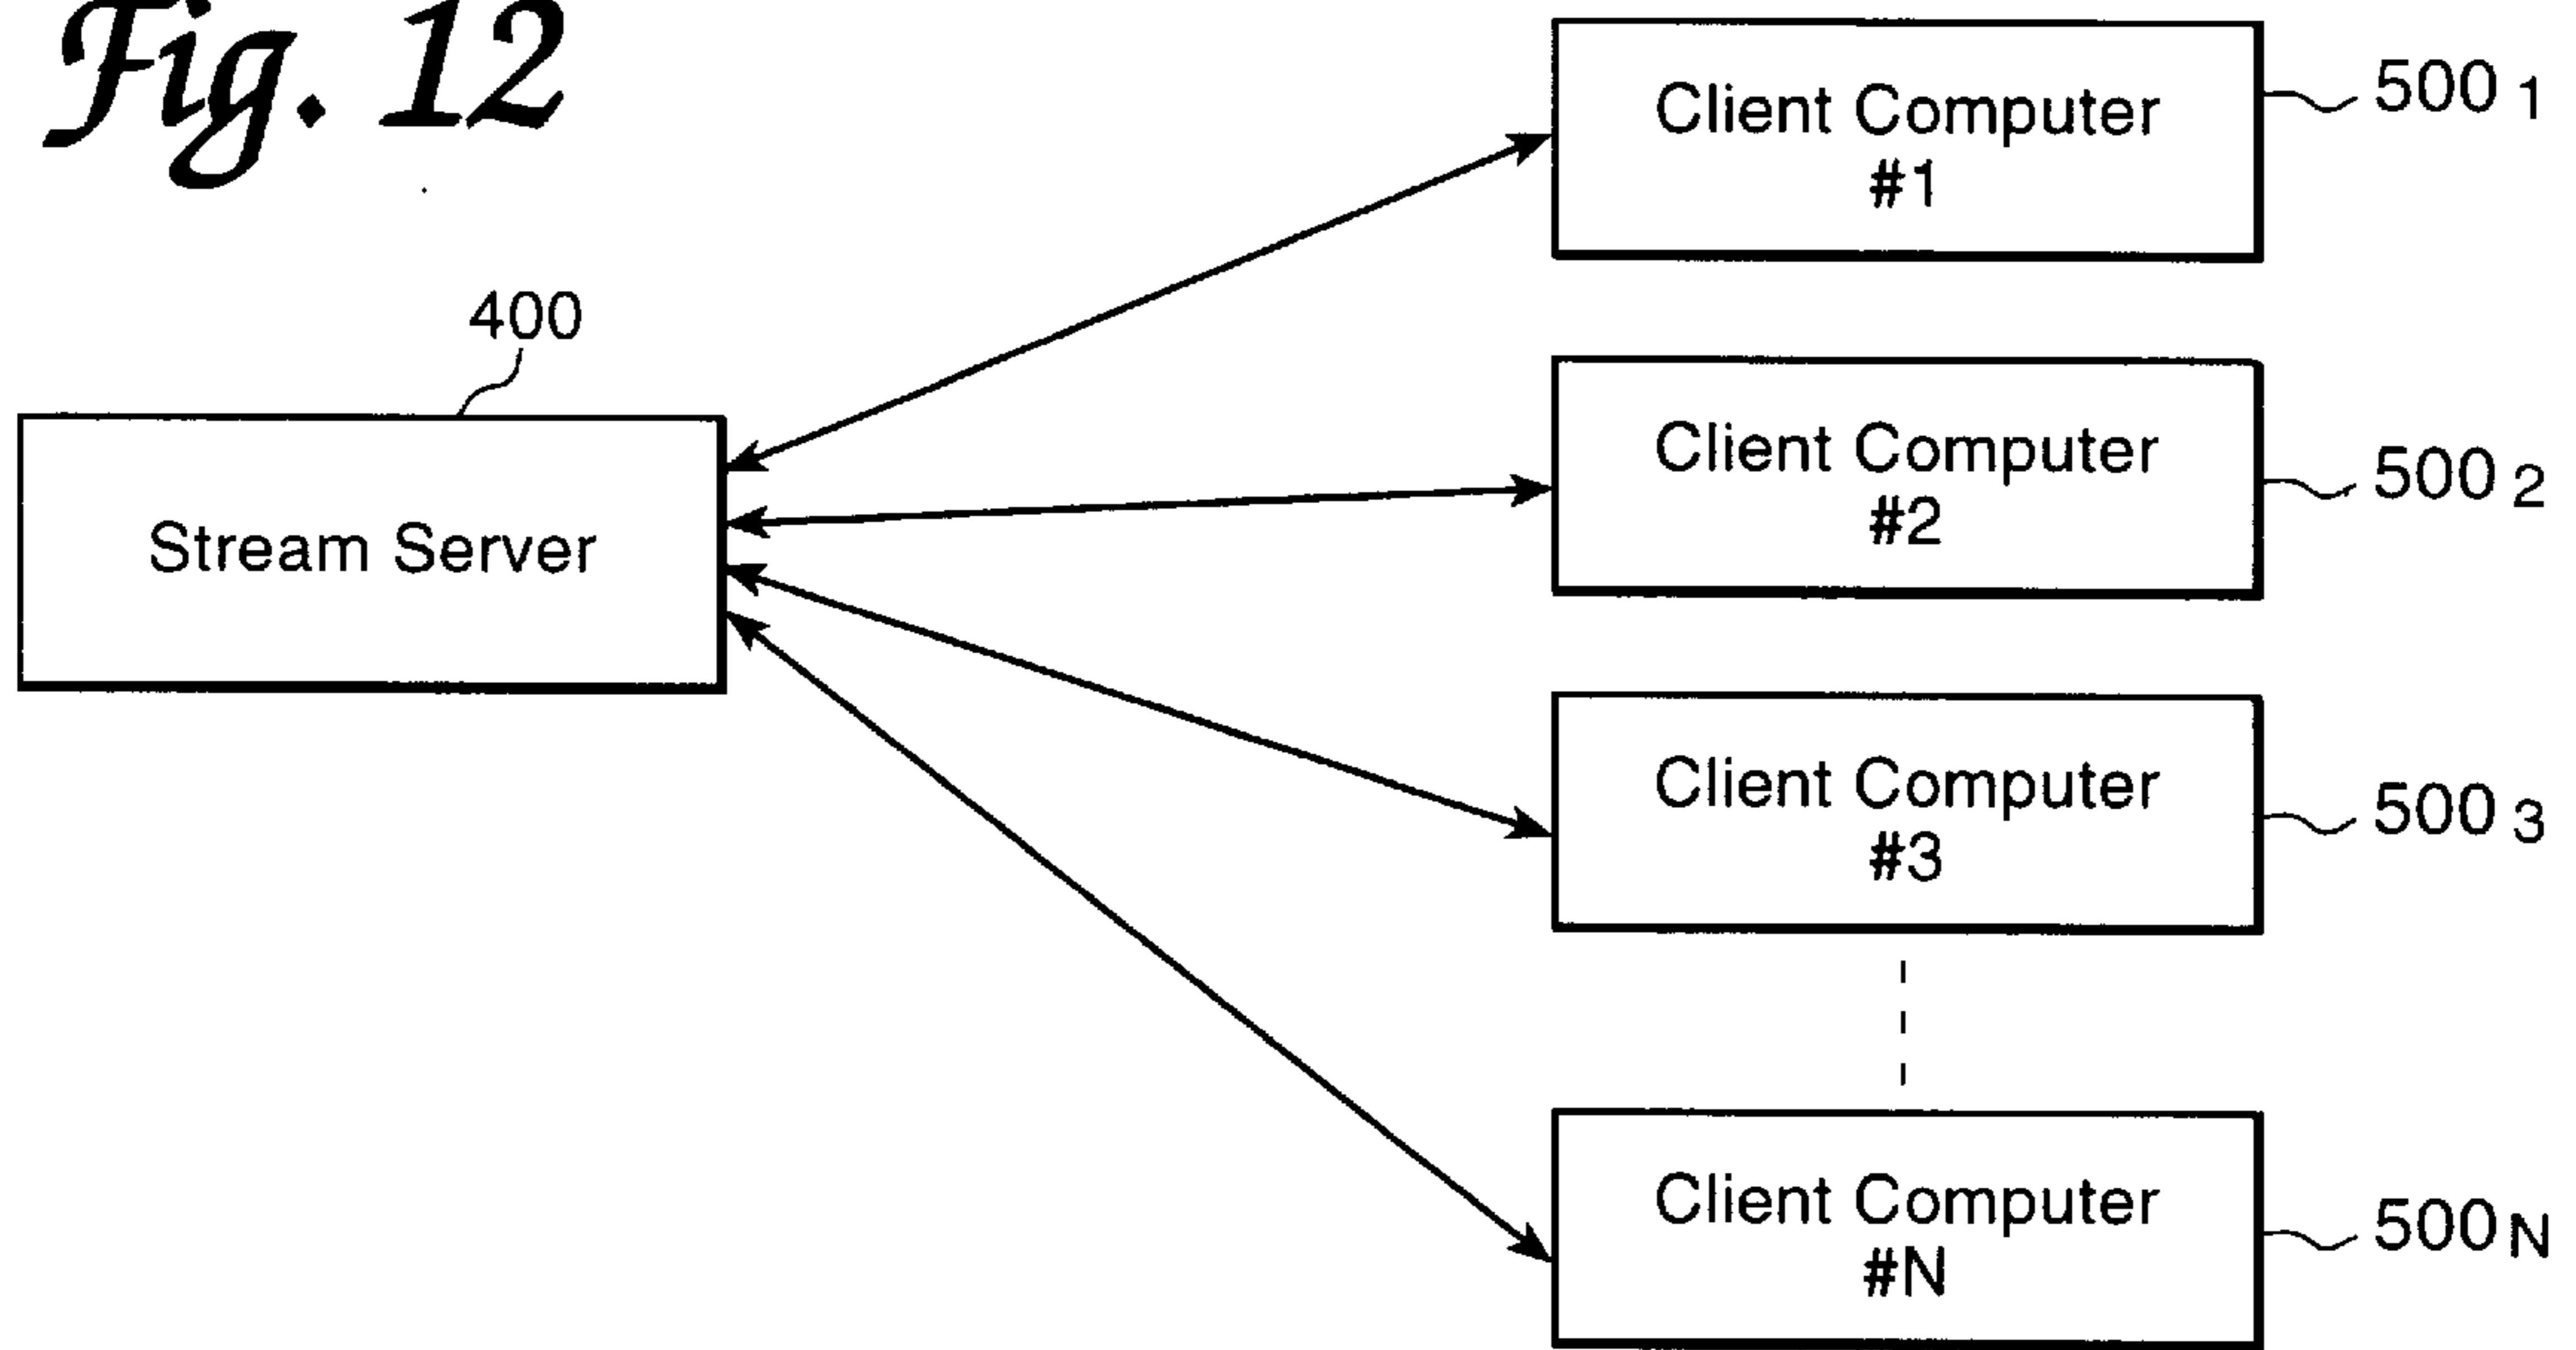 Fig. 12
Client Computer
#1
500 1
400
Stream Server
Client Computer
#2
500 2
Client Computer
#3
500 3
Client Computer
#N
500 N